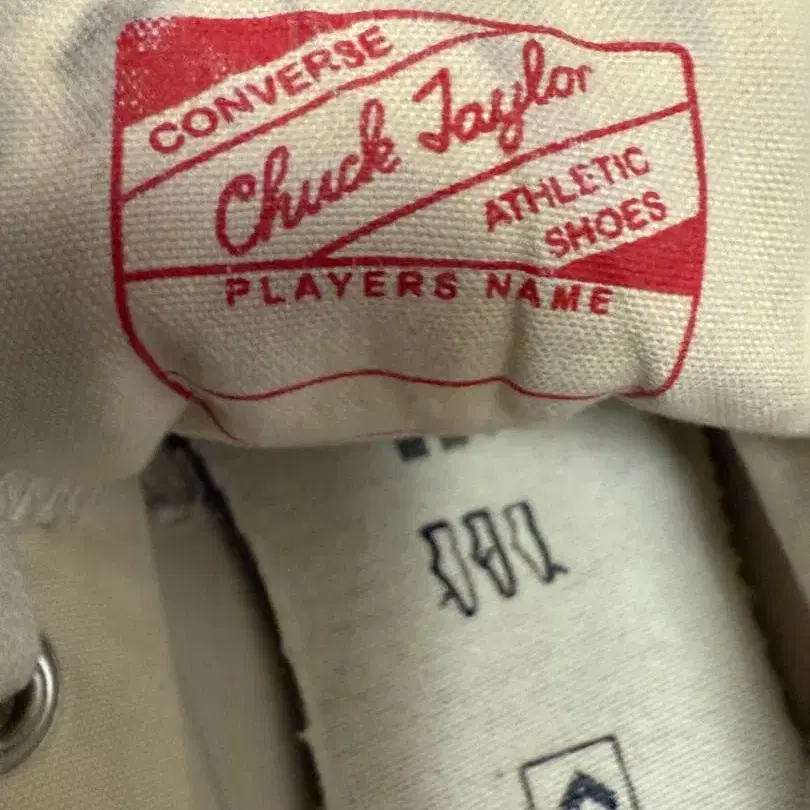 CONVERSE
Chuck Taylor
ATHLETIC
SHOES
PLAYERS NAME